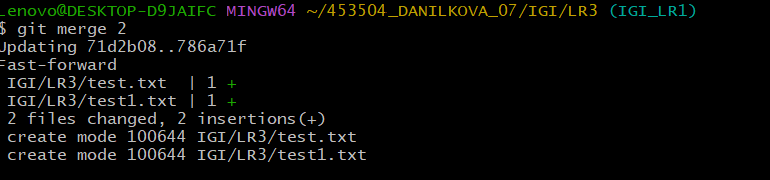 _enovo@DESKTOP-D9JAIFC MINGW64 ~/453504_DANILKOVA_07/IGI/LR3 (IGI_LR1)
$ git merge 2
Updating 71d2b08..786a71f
Fast-forward
 IGI/LR3/test.txt  | 1 +
 IGI/LR3/test1.txt | 1 +
 2 files changed, 2 insertions(+)
 create mode 100644 IGI/LR3/test.txt
 create mode 100644 IGI/LR3/test1.txt